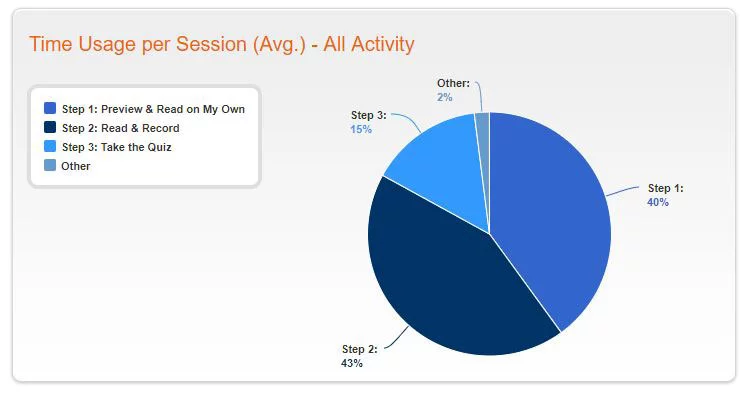 Time Usage per Session (Avg.) - All Activity
Step 1: Preview & Read on My Own
Step 2: Read & Record
Step 3: Take the Quiz
Other
Other:
2%
Step 3:
15%
Step 1:
40%
Step 2:
43%